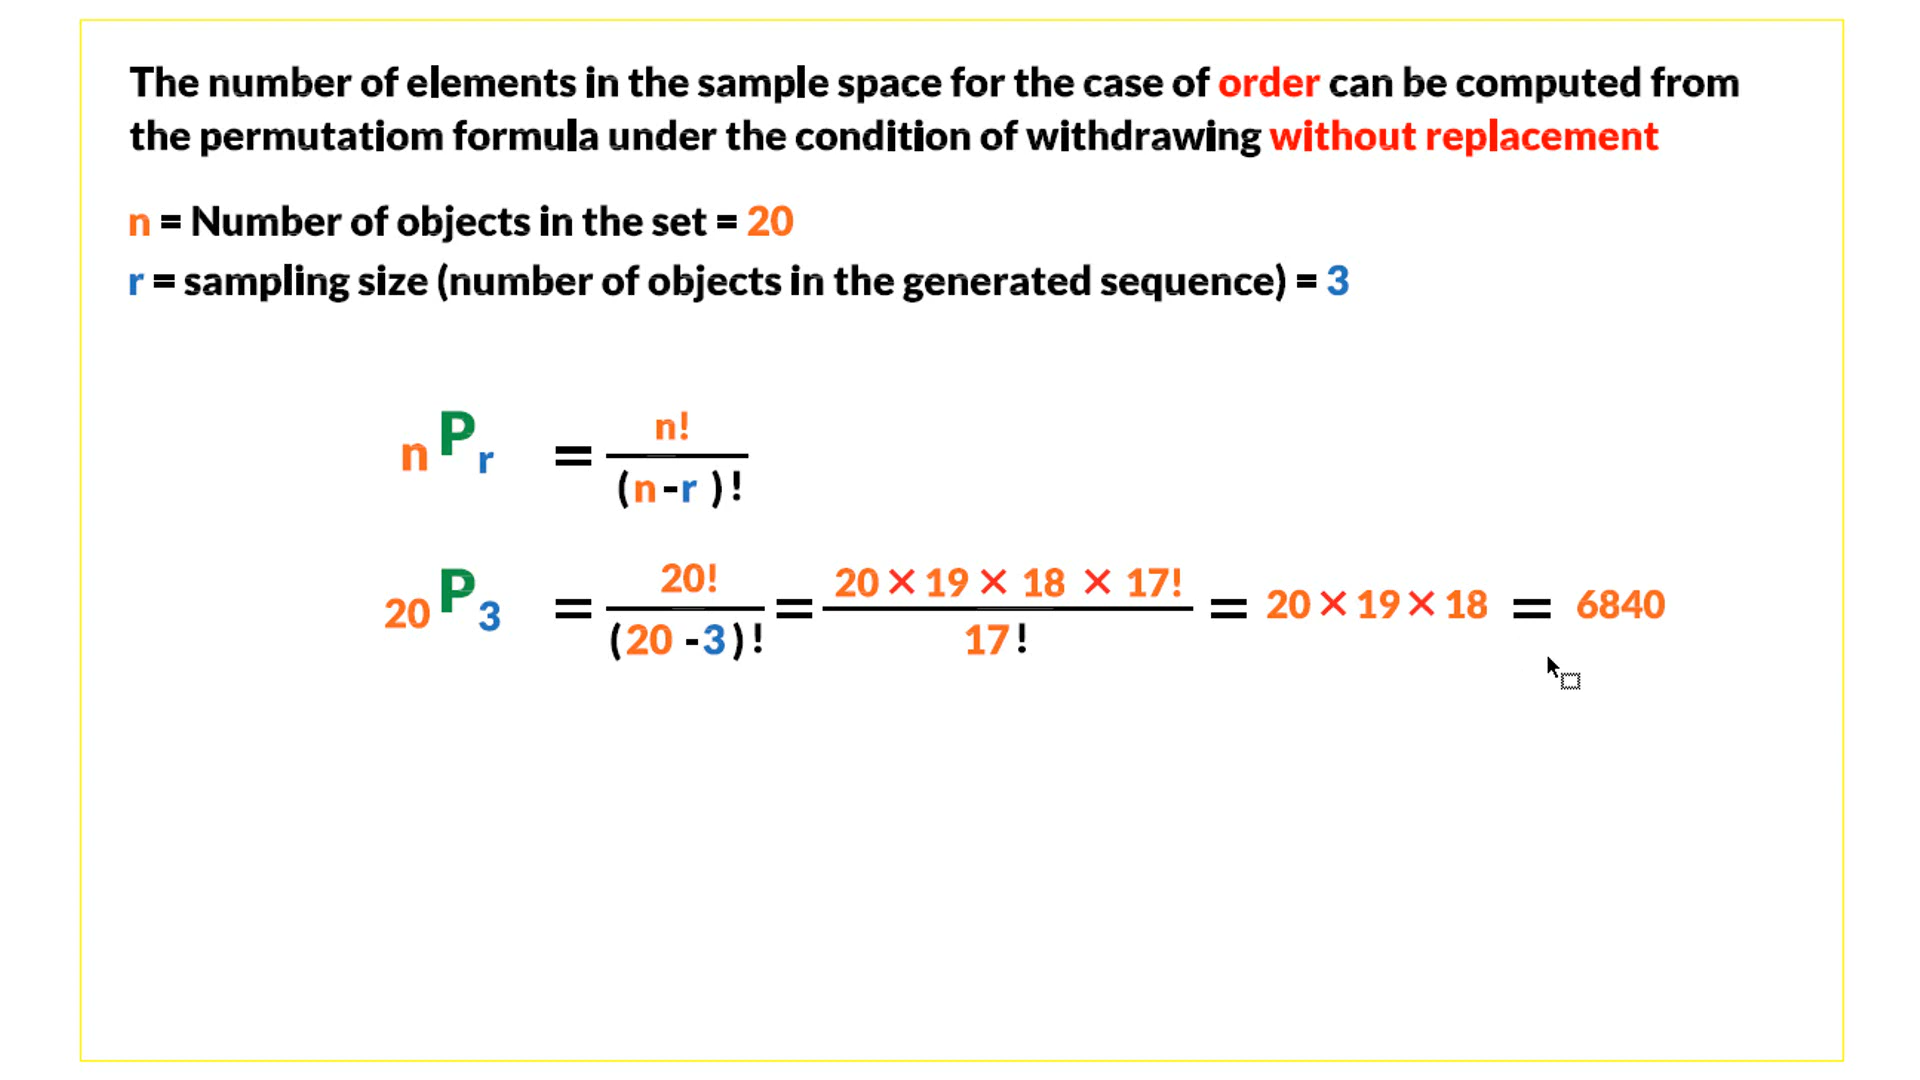 The number of elements in the sample space for the case of order can be computed from
the permutatiom formula under the condition of withdrawing without replacement
n = Number of objects in the set = 20
r = sampling size (number of objects in the generated sequence) = 3
n P r = n! / (n-r )!
20 P 3 = 20! / (20 -3)! = 20 × 19 × 18 × 17! / 17! = 20 × 19 × 18 = 6840